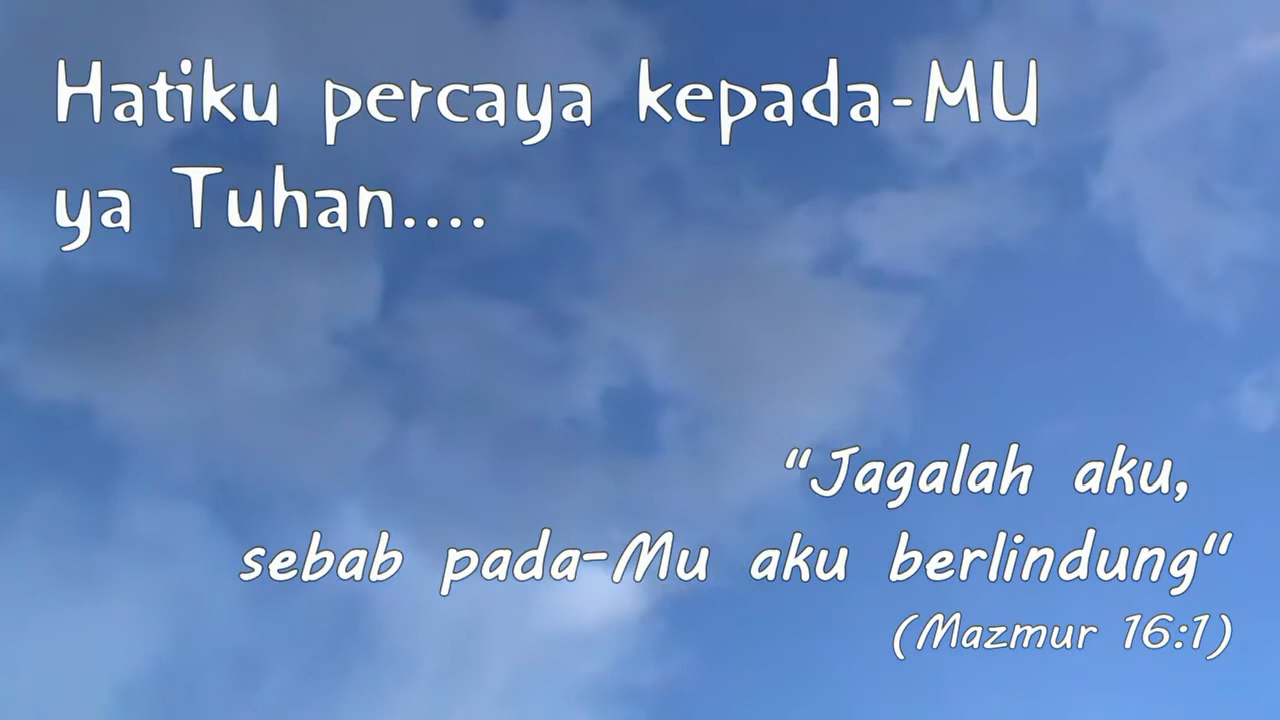 Hatiku percaya kepada-MU
ya Tuhan....
“Jagalah aku,
sebab pada-Mu aku berlindung“
(Mazmur 16:1)